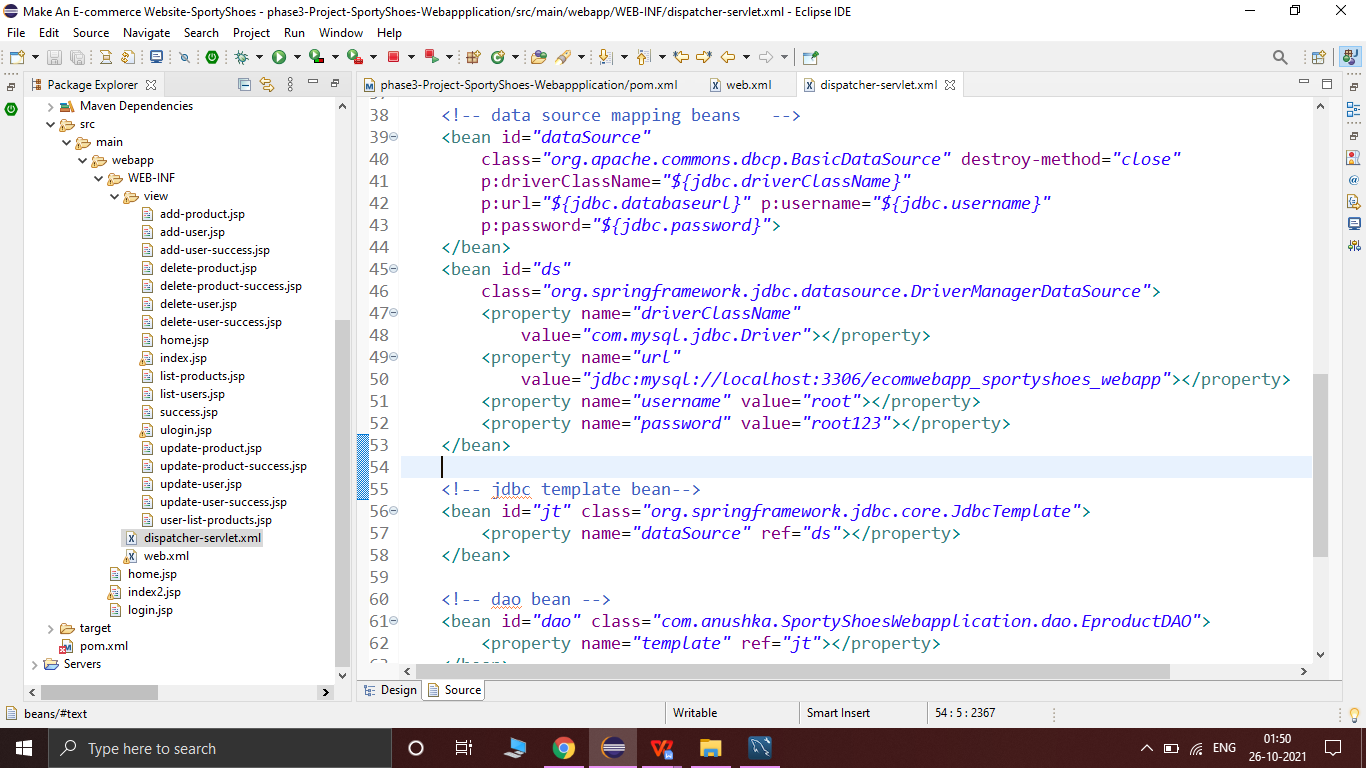 Make An E-commerce Website-SportyShoes - phase3-Project-SportyShoes-Webappplication/src/main/webapp/WEB-INF/dispatcher-servlet.xml - Eclipse IDE
File Edit Source Navigate Search Project Run Window Help
Package Explorer
phase3-Project-SportyShoes-Webappplication/pom.xml
web.xml
dispatcher-servlet.xml
Maven Dependencies
src
main
webapp
WEB-INF
view
add-product.jsp
add-user.jsp
add-user-success.jsp
delete-product.jsp
delete-product-success.jsp
delete-user.jsp
delete-user-success.jsp
home.jsp
index.jsp
list-products.jsp
list-users.jsp
success.jsp
ulogin.jsp
update-product.jsp
update-product-success.jsp
update-user.jsp
update-user-success.jsp
user-list-products.jsp
dispatcher-servlet.xml
web.xml
home.jsp
index2.jsp
login.jsp
target
pom.xml
Servers
38 <!-- data source mapping beans   -->
39 <bean id="dataSource"
40 class="org.apache.commons.dbcp.BasicDataSource" destroy-method="close"
41 p:driverClassName="${jdbc.driverClassName}"
42 p:url="${jdbc.databaseurl}" p:username="${jdbc.username}"
43 p:password="${jdbc.password}">
44 </bean>
45 <bean id="ds"
46 class="org.springframework.jdbc.datasource.DriverManagerDataSource">
47 <property name="driverClassName"
48 value="com.mysql.jdbc.Driver"></property>
49 <property name="url"
50 value="jdbc:mysql://localhost:3306/ecomwebapp_sportyshoes_webapp"></property>
51 <property name="username" value="root"></property>
52 <property name="password" value="root123"></property>
53 </bean>
54
55 <!-- jdbc template bean-->
56 <bean id="jt" class="org.springframework.jdbc.core.JdbcTemplate">
57 <property name="dataSource" ref="ds"></property>
58 </bean>
59
60 <!-- dao bean -->
61 <bean id="dao" class="com.anushka.SportyShoesWebapplication.dao.EproductDAO">
62 <property name="template" ref="jt"></property>
Design Source
beans/#text
Writable
Smart Insert
54 : 5 : 2367
Type here to search
ENG
01:50
26-10-2021